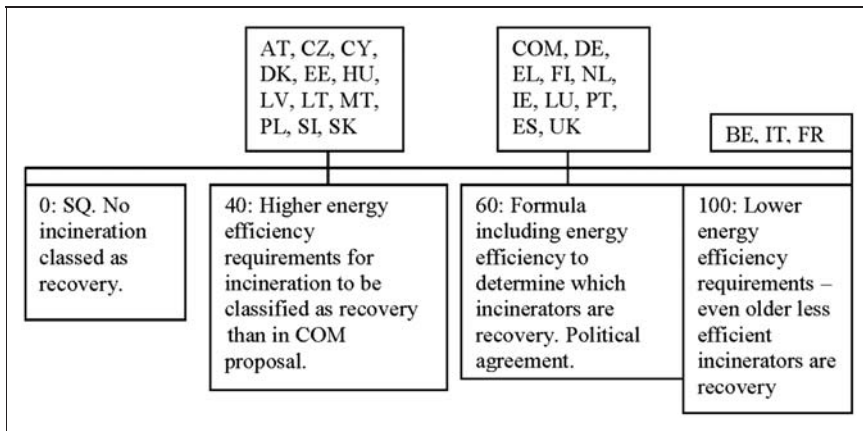 AT, CZ, CY,
DK, EE, HU,
LV, LT, MT,
PL, SI, SK
COM, DE,
EL, FI, NL,
IE, LU, PT,
ES, UK
BE, IT, FR
0: SQ. No
incineration
classed as
recovery.
40: Higher energy
efficiency
requirements for
incineration to be
classified as recovery
than in COM
proposal.
60: Formula
including energy
efficiency to
determine which
incinerators are
recovery. Political
agreement.
100: Lower
energy
efficiency
requirements –
even older less
efficient
incinerators are
recovery